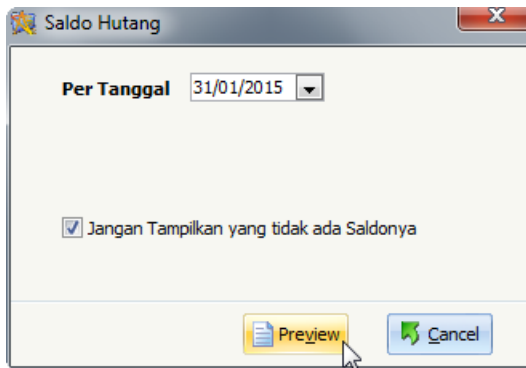 Saldo Hutang
Per Tanggal 31/01/2015
Jangan Tampilkan yang tidak ada Saldonya
Preview Cancel